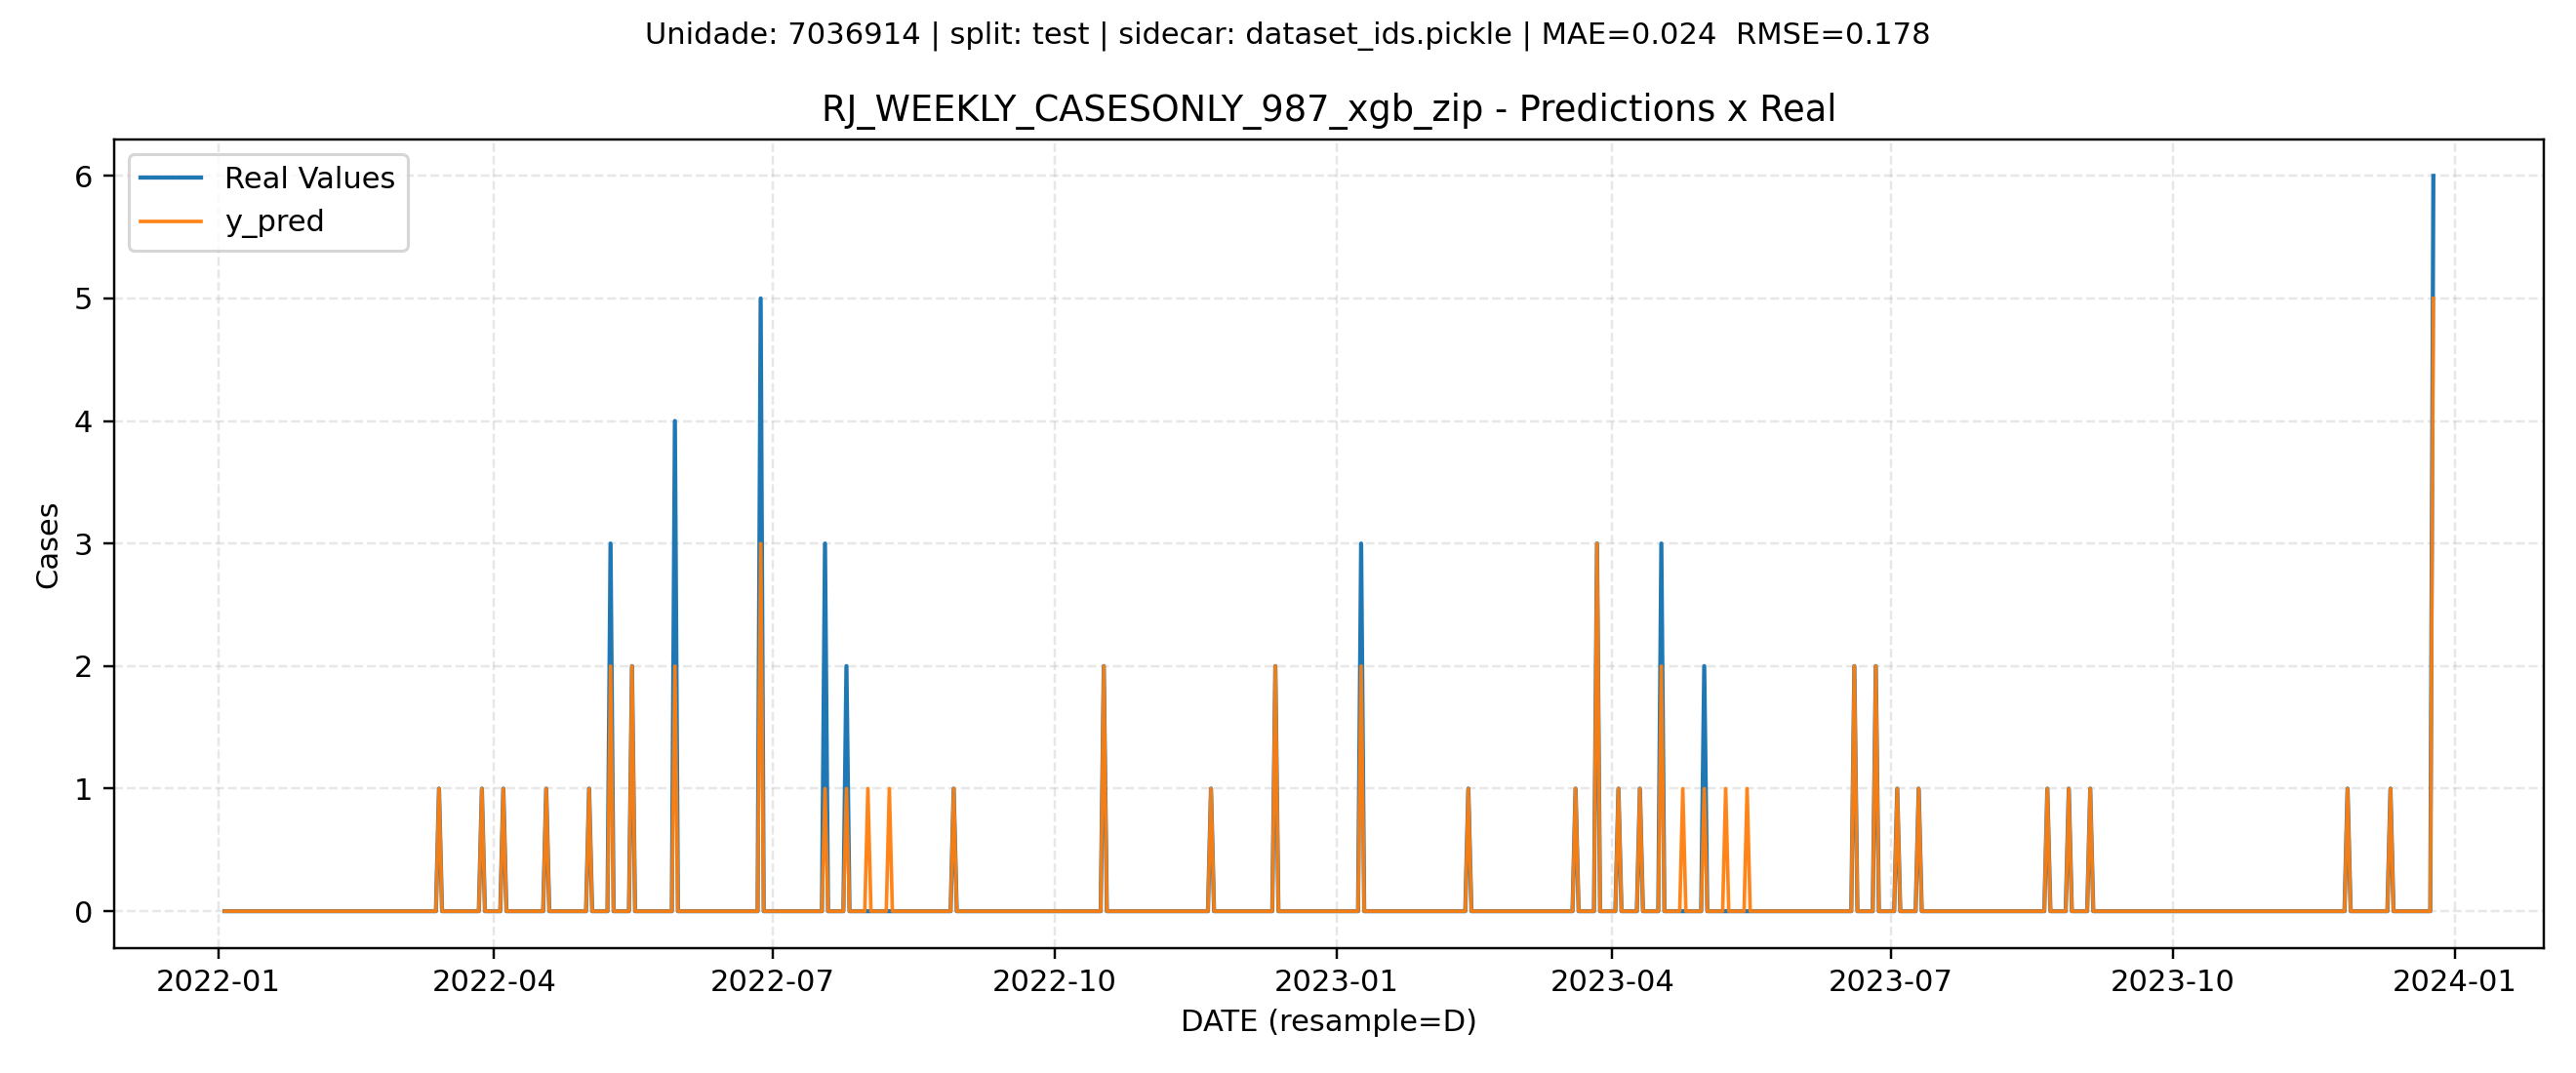 Unidade: 7036914 | split: test | sidecar: dataset_ids.pickle | MAE=0.024  RMSE=0.178
RJ_WEEKLY_CASESONLY_987_xgb_zip - Predictions x Real
Real Values
y_pred
6
5
4
3
2
1
0
Cases
2022-01
2022-04
2022-07
2022-10
2023-01
2023-04
2023-07
2023-10
2024-01
DATE (resample=D)